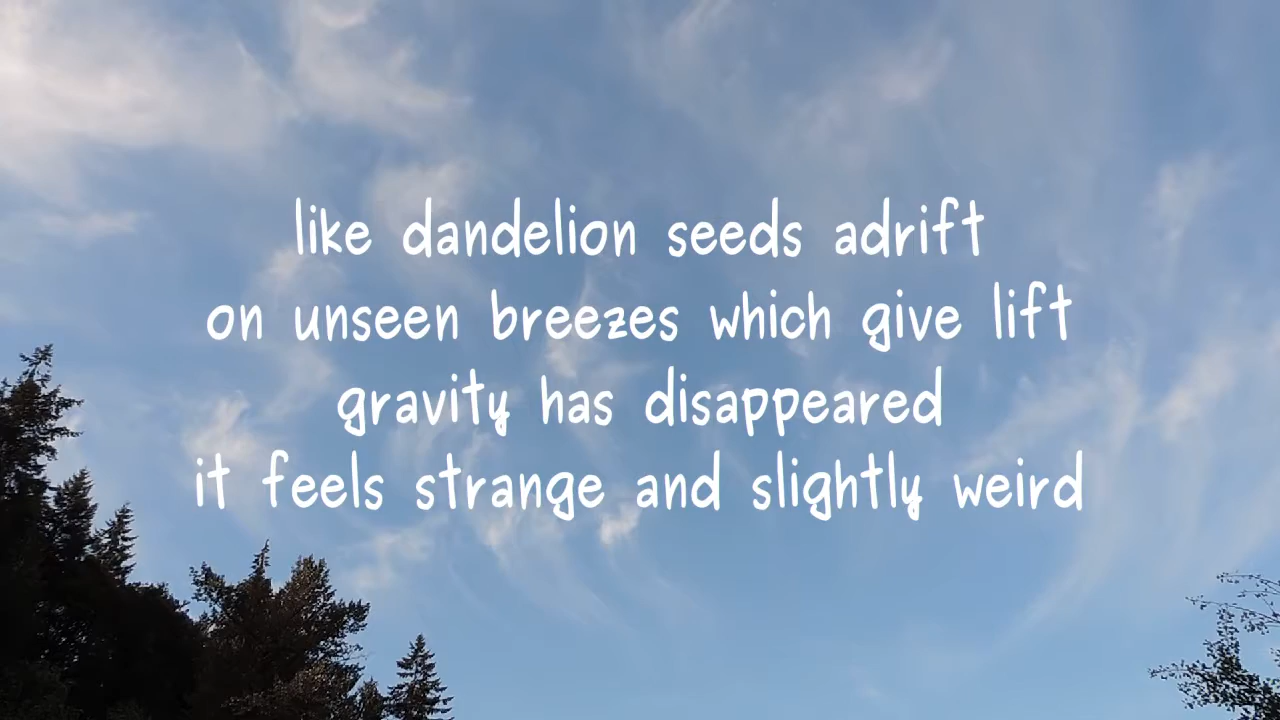 like dandelion seeds adrift
on unseen breezes which give lift
gravity has disappeared
it feels strange and slightly weird